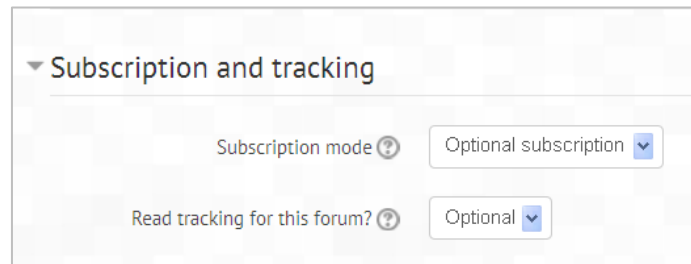 Subscription and tracking
Subscription mode Optional subscription
Read tracking for this forum? Optional